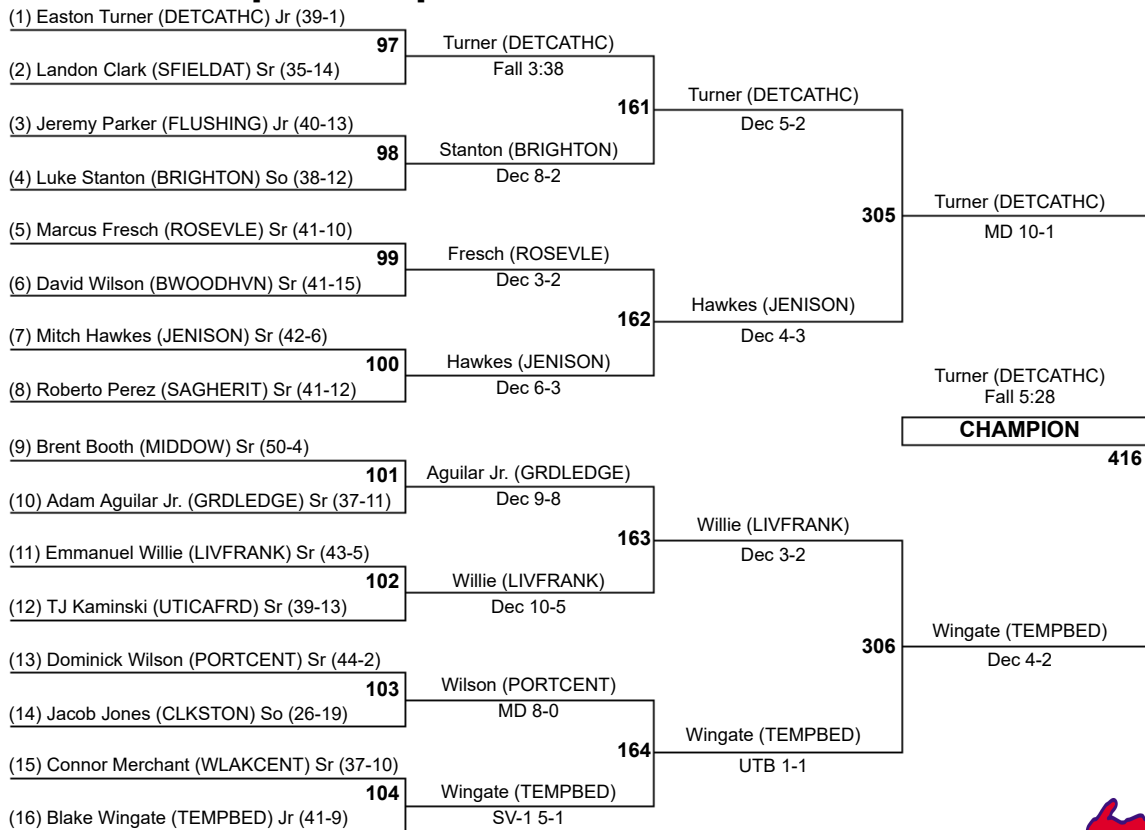 (1) Easton Turner (DETCATHC) Jr (39-1)
97
(2) Landon Clark (SFIELDAT) Sr (35-14)
Turner (DETCATHC)
Fall 3:38
161
(3) Jeremy Parker (FLUSHING) Jr (40-13)
98
(4) Luke Stanton (BRIGHTON) So (38-12)
Stanton (BRIGHTON)
Dec 8-2
Turner (DETCATHC)
Dec 5-2
305
(5) Marcus Fresch (ROSEVLE) Sr (41-10)
99
(6) David Wilson (BWOODHVN) Sr (41-15)
Fresch (ROSEVLE)
Dec 3-2
162
(7) Mitch Hawkes (JENISON) Sr (42-6)
100
(8) Roberto Perez (SAGHERIT) Sr (41-12)
Hawkes (JENISON)
Dec 6-3
Hawkes (JENISON)
Dec 4-3
Turner (DETCATHC)
MD 10-1
Turner (DETCATHC)
Fall 5:28
CHAMPION
416
(9) Brent Booth (MIDDOW) Sr (50-4)
101
(10) Adam Aguilar Jr. (GRDLEDGE) Sr (37-11)
Aguilar Jr. (GRDLEDGE)
Dec 9-8
163
(11) Emmanuel Willie (LIVFRANK) Sr (43-5)
102
(12) TJ Kaminski (UTICAFRD) Sr (39-13)
Willie (LIVFRANK)
Dec 10-5
Willie (LIVFRANK)
Dec 3-2
306
(13) Dominick Wilson (PORTCENT) Sr (44-2)
103
(14) Jacob Jones (CLKSTON) So (26-19)
Wilson (PORTCENT)
MD 8-0
164
(15) Connor Merchant (WLAKCENT) Sr (37-10)
104
(16) Blake Wingate (TEMPBED) Jr (41-9)
Wingate (TEMPBED)
SV-1 5-1
Wingate (TEMPBED)
UTB 1-1
Wingate (TEMPBED)
Dec 4-2